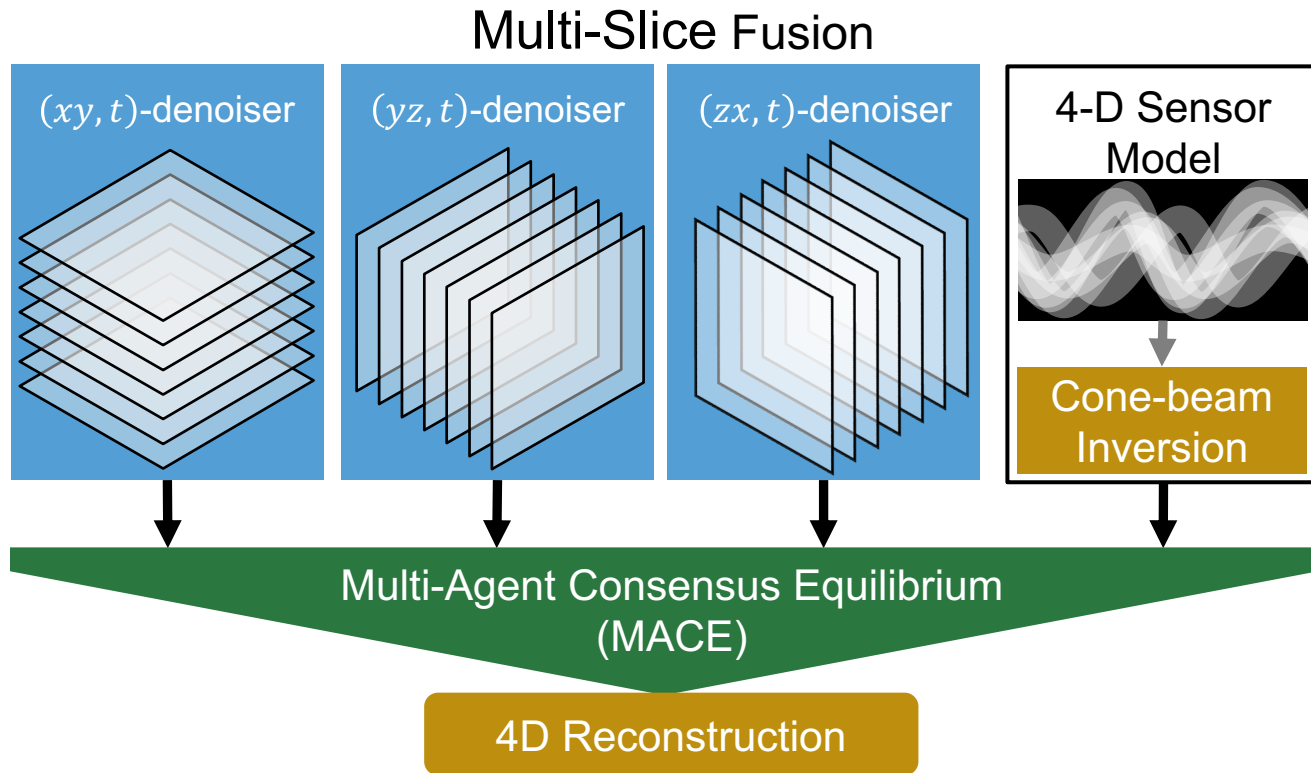 Multi-Slice Fusion
(xy, t)-denoiser
(yz, t)-denoiser
(zx, t)-denoiser
4-D Sensor
Model
Cone-beam
Inversion
Multi-Agent Consensus Equilibrium
(MACE)
4D Reconstruction